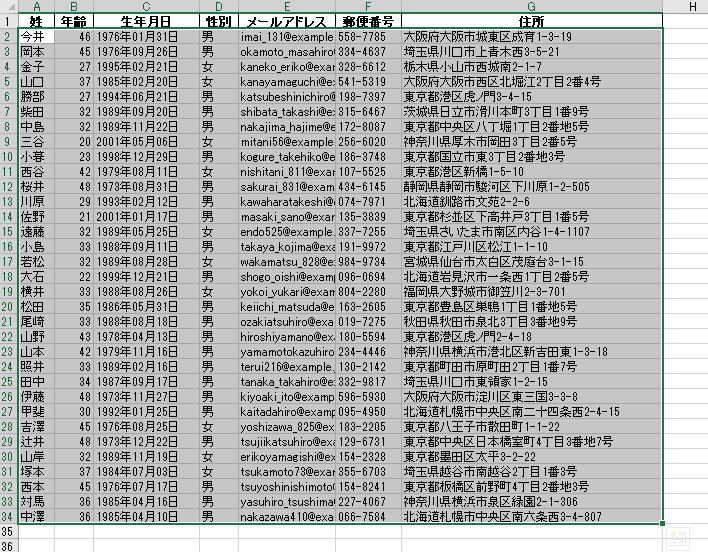 A B C D E F G H
1 姓 年齢 生年月日 性別 メールアドレス 郵便番号 住所
2 今井 46 1976年01月31日 男 imai_131@example 558-7785 大阪府大阪市城東区成育1-3-19
3 岡本 45 1976年09月26日 男 okamoto_masahiro 334-4637 埼玉県川口市上青木西3-5-21
4 金子 27 1995年02月21日 女 kaneko_eriko@exam 328-6612 栃木県小山市西城南2-1-7
5 山口 37 1985年02月20日 女 kanayamaguchi@e 541-5319 大阪府大阪市西区北堀江2丁目2番4号
6 勝部 27 1994年06月21日 男 katsubeshinichiro@ 198-7397 東京都港区虎ノ門3-4-15
7 柴田 32 1989年09月20日 男 shibata_takashi@e 315-6467 茨城県日立市滑川本町3丁目1番9号
8 中島 32 1989年11月22日 男 nakajima_hajime@e 172-8087 東京都中央区八丁堀1丁目2番地5号
9 三谷 20 2001年05月06日 女 mitani56@example. 256-6020 神奈川県厚木市岡田3丁目2番5号
10 小暮 23 1998年12月29日 男 kogure_takehiko@e 186-3748 東京都国立市東3丁目2番地3号
11 西谷 42 1979年08月11日 女 nishitani_811@exam 107-5525 東京都港区新橋1-5-10
12 桜井 48 1973年08月31日 男 sakurai_831@exam 434-6145 静岡県静岡市駿河区下川原1-2-505
13 川原 29 1993年02月12日 男 kawaharatakeshi@ 074-7971 北海道釧路市文苑2-2-6
14 佐野 21 2001年01月17日 男 masaki_sano@exam 135-3839 東京都杉並区下高井戸3丁目1番5号
15 遠藤 32 1989年05月25日 女 endo525@example. 337-7255 埼玉県さいたま市南区内谷1-4-1107
16 小島 33 1988年09月11日 男 takaya_kojima@exa 191-9972 東京都江戸川区松江1-1-10
17 若松 32 1989年08月28日 女 wakamatsu_828@e 984-9734 宮城県仙台市太白区茂庭台3-1-15
18 大石 22 1999年12月21日 男 shogo_oishi@exam 096-0694 北海道岩見沢市一条西1丁目2番5号
19 横井 33 1988年08月26日 女 yokoi_yukari@exam 804-2280 福岡県大野城市御笠川2-3-701
20 松田 35 1986年05月31日 男 keiichi_matsuda@e 163-2605 東京都豊島区巣鴨1丁目1番地5号
21 尾崎 33 1988年08月18日 男 ozakiatsuhiro@exa 019-7275 秋田県秋田市泉北3丁目3番地9号
22 山野 43 1978年04月13日 男 hiroshiyamano@exa 180-5594 東京都港区虎ノ門2-4-18
23 山本 42 1979年11月16日 男 yamamotokazuhiro 234-4446 神奈川県横浜市港北区新吉田東1-3-18
24 照井 33 1989年02月16日 男 terui216@example. 130-2142 東京都町田市原町田2丁目1番7号
25 田中 34 1987年09月17日 男 tanaka_takahiro@e 332-9817 埼玉県川口市東領家1-2-15
26 伊藤 48 1973年11月27日 男 kiyoaki_ito@examp 596-5930 大阪府大阪市淀川区東三国3-3-8
27 甲斐 30 1992年01月25日 男 kaitadahiro@examp 095-4950 北海道札幌市中央区南二十四条西2-4-15
28 吉澤 45 1976年08月25日 女 yoshizawa_825@ex 183-2205 東京都八王子市散田町1-1-22
29 辻井 48 1973年12月22日 男 tsujiikatsuhiro@exa 129-6731 東京都中央区日本橋室町4丁目3番地7号
30 山岸 32 1989年11月19日 女 erikoyamagishi@ex 154-2328 東京都墨田区太平3-2-22
31 塚本 37 1984年07月03日 女 tsukamoto73@exam 355-6703 埼玉県越谷市南越谷2丁目1番3号
32 西本 45 1976年07月17日 男 tsuyoshinishimoto@ 154-8241 東京都板橋区前野町4丁目3番地2号
33 対馬 36 1985年04月16日 男 yasuhiro_tsushima@ 227-4067 神奈川県横浜市泉区緑園2-1-306
34 中澤 36 1985年04月10日 男 nakazawa410@exa 066-7584 北海道札幌市中央区南六条西3-4-807
35
36